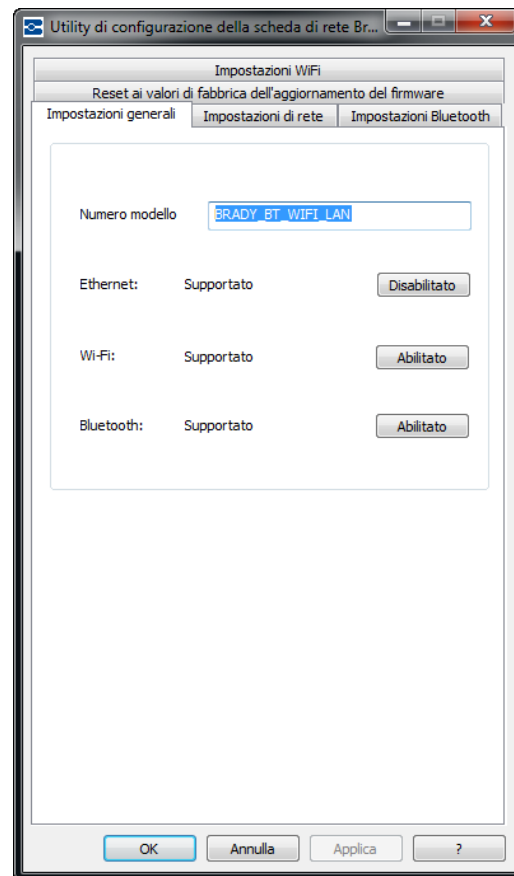 Utility di configurazione della scheda di rete Br...
Impostazioni WiFi
Reset ai valori di fabbrica dell'aggiornamento del firmware
Impostazioni generali Impostazioni di rete Impostazioni Bluetooth
Numero modello BRADY_BT_WIFI_LAN
Ethernet: Supportato Disabilitato
Wi-Fi: Supportato Abilitato
Bluetooth: Supportato Abilitato
OK Annulla Applica ?